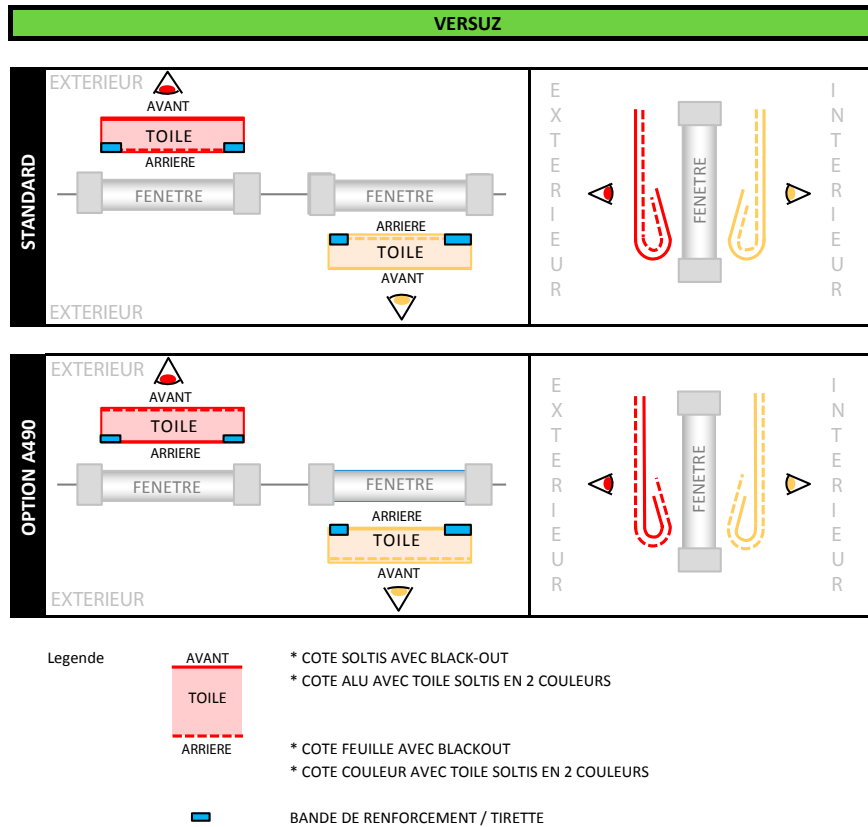 VERSUZ
STANDARD
EXTERIEUR
AVANT
TOILE
ARRIERE
FENETRE
FENETRE
ARRIERE
TOILE
AVANT
EXTERIEUR
EXTERIEUR
FENETRE
INTERIEUR
OPTION A490
EXTERIEUR
AVANT
TOILE
ARRIERE
FENETRE
FENETRE
ARRIERE
TOILE
AVANT
EXTERIEUR
EXTERIEUR
FENETRE
INTERIEUR
Legende
AVANT
* COTE SOLTIS AVEC BLACK-OUT
* COTE ALU AVEC TOILE SOLTIS EN 2 COULEURS
TOILE
ARRIERE
* COTE FEUILLE AVEC BLACKOUT
* COTE COULEUR AVEC TOILE SOLTIS EN 2 COULEURS
BANDE DE RENFORCEMENT / TIRETTE